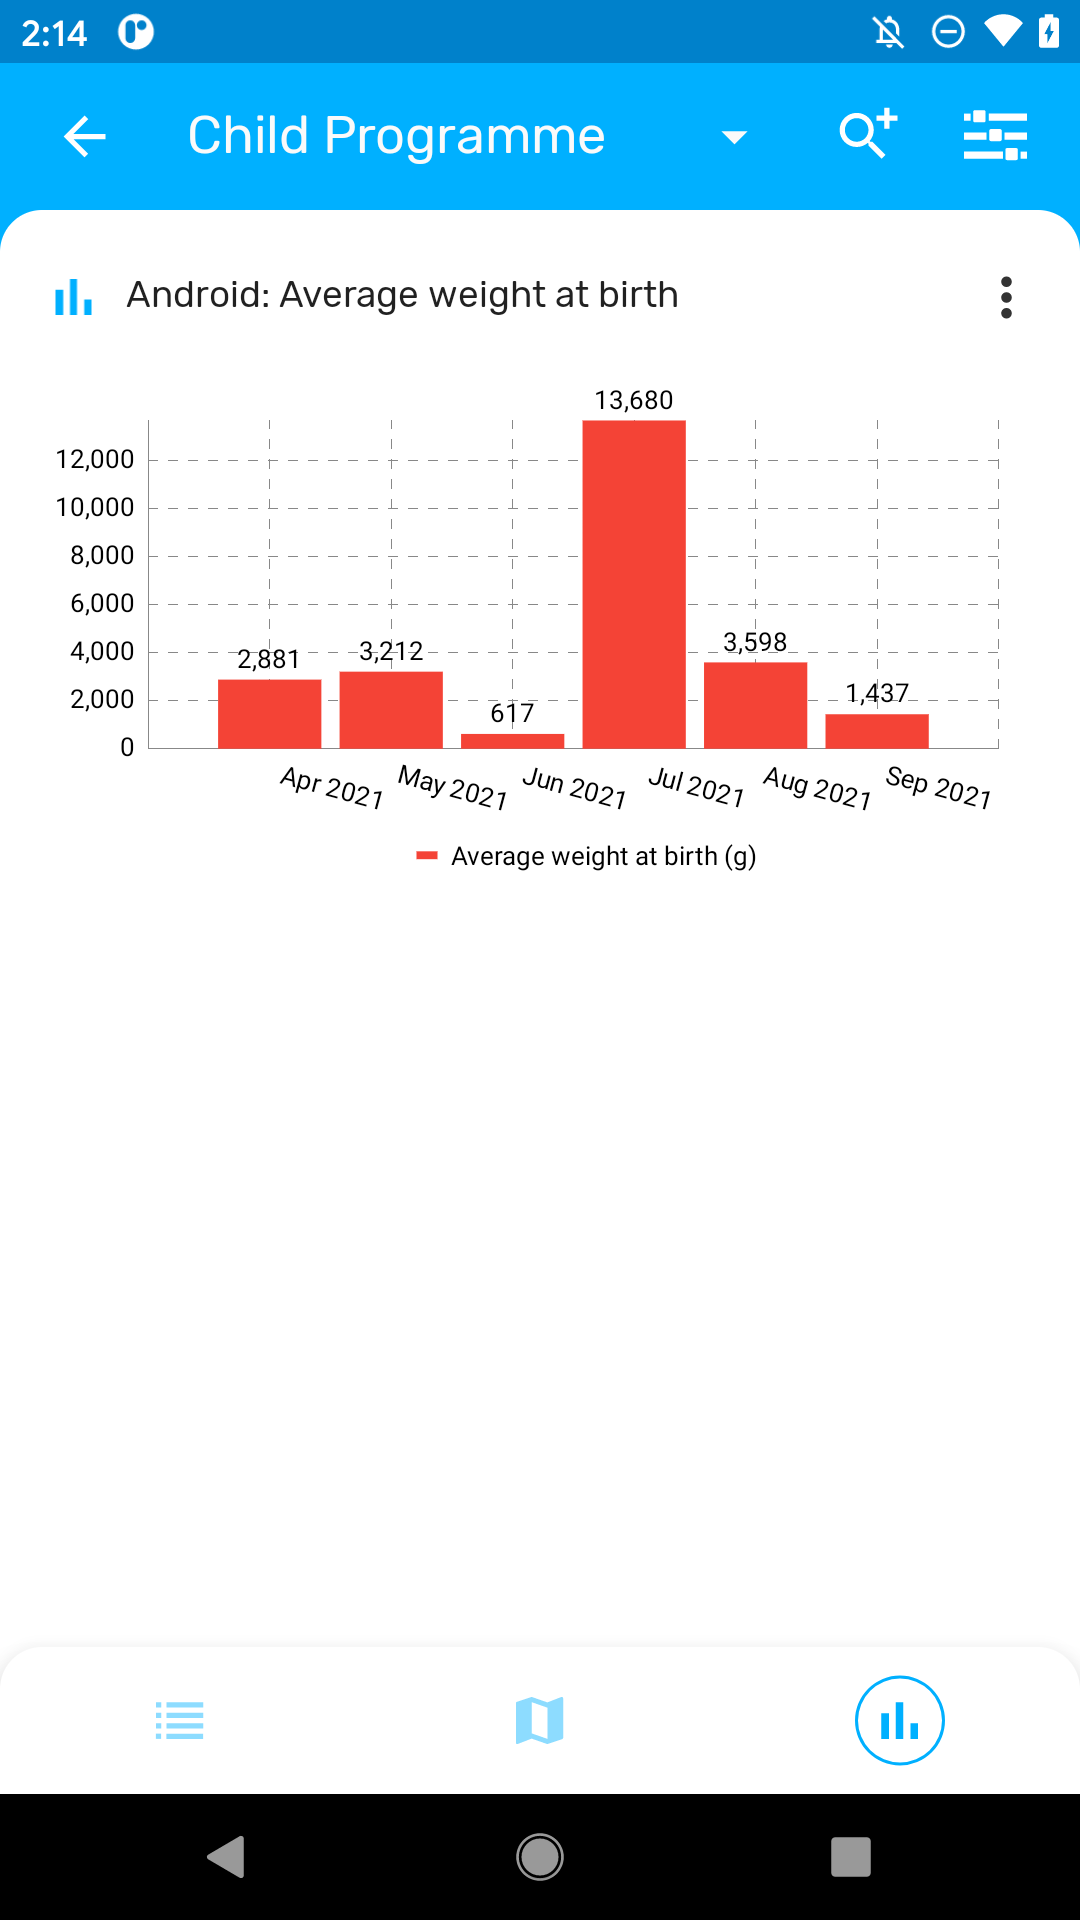 2:14
Child Programme
Android: Average weight at birth
13,680
12,000
10,000
8,000
6,000
4,000
2,000
0
2,881
3,212
617
3,598
1,437
Apr 2021
May 2021
Jun 2021
Jul 2021
Aug 2021
Sep 2021
Average weight at birth (g)